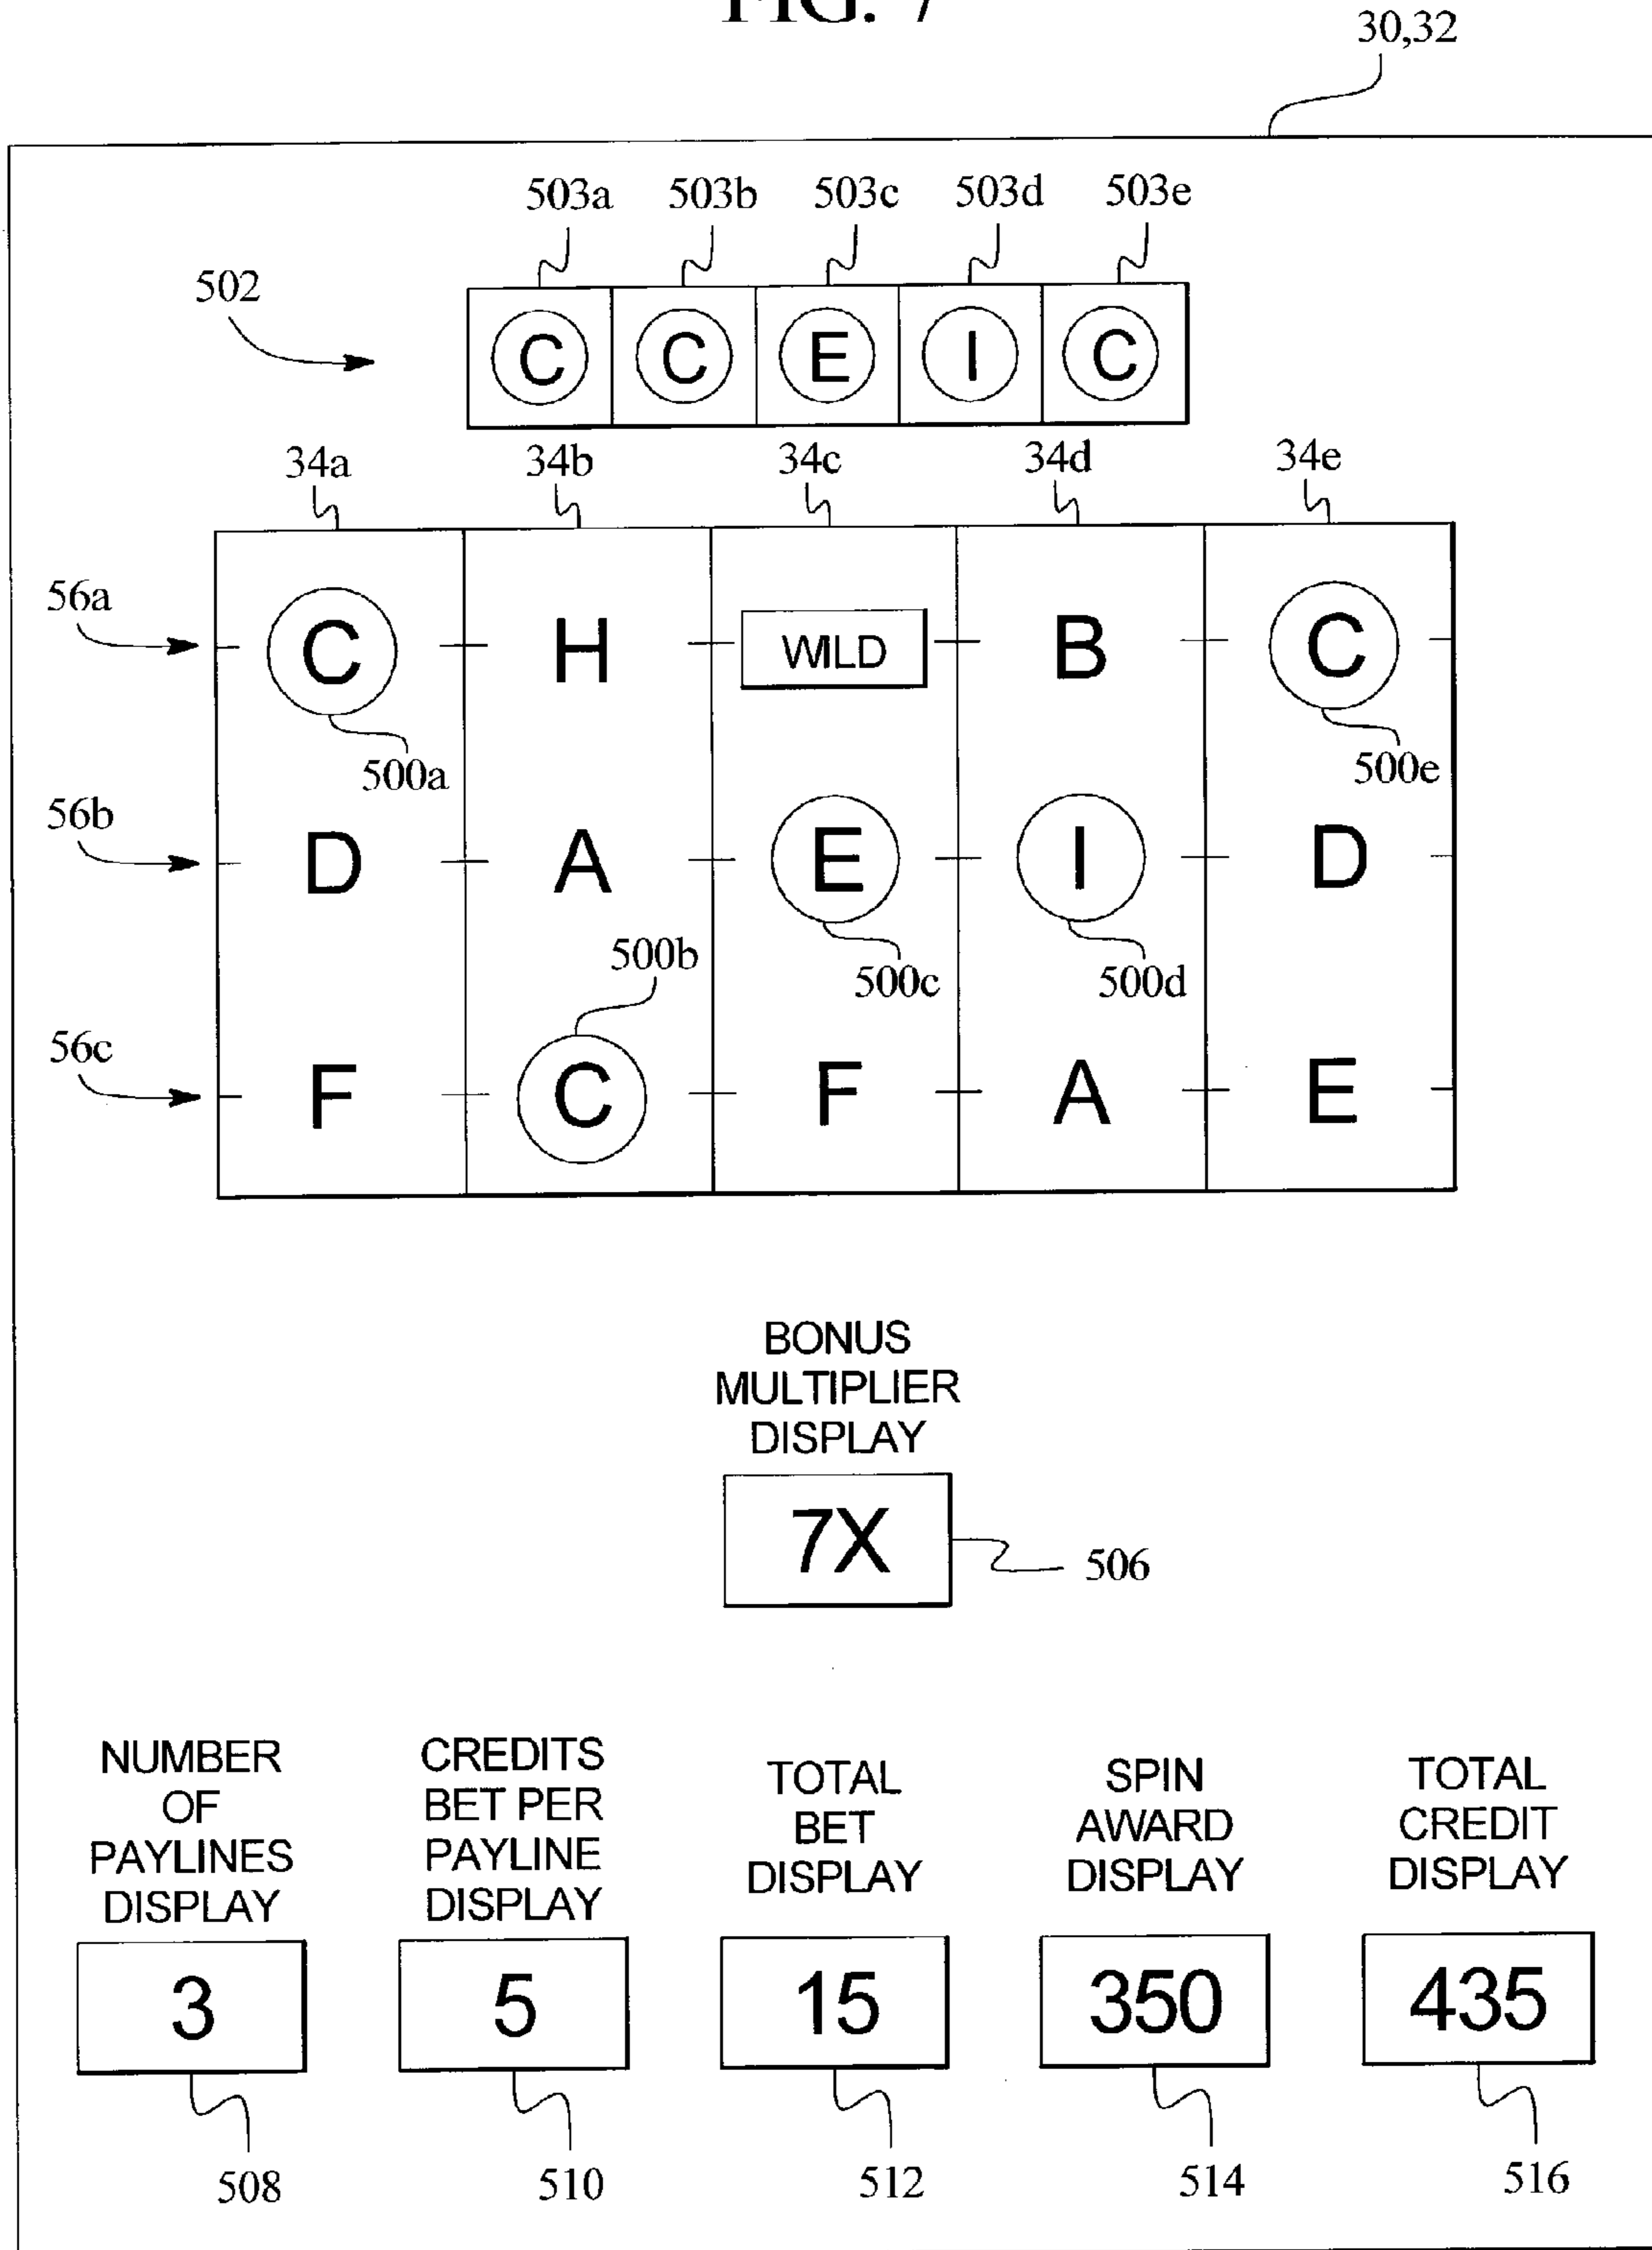 FIG. 7
30,32
503a 503b 503c 503d 503e
502
C C E I C
34a 34b 34c 34d 34e
56a
C H WILD B C
500a 500e
56b
D A E I D
500b 500c 500d
56c
F C F A E
BONUS
MULTIPLIER
DISPLAY
7X
506
NUMBER
OF
PAYLINES
DISPLAY
3
508
CREDITS
BET PER
PAYLINE
DISPLAY
5
510
TOTAL
BET
DISPLAY
15
512
SPIN
AWARD
DISPLAY
350
514
TOTAL
CREDIT
DISPLAY
435
516